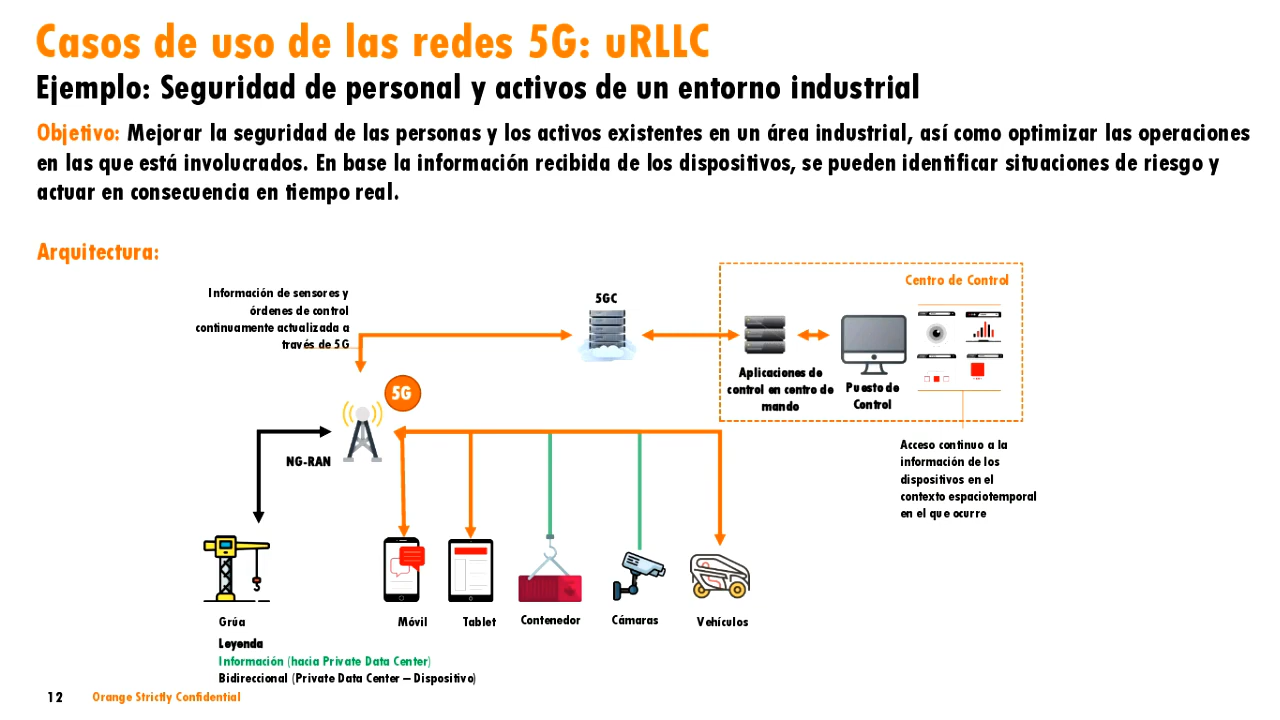 Casos de uso de las redes 5G: uRLLC
Ejemplo: Seguridad de personal y activos de un entorno industrial
Objetivo: Mejorar la seguridad de las personas y los activos existentes en un área industrial, así como optimizar las operaciones
en las que está involucrados. En base la información recibida de los dispositivos, se pueden identificar situaciones de riesgo y
actuar en consecuencia en tiempo real.
Arquitectura:
Información de sensores y
órdenes de control
continuamente actualizada a
través de 5G
5GC
Centro de Control
Aplicaciones de
control en centro de
mando
Puesto de
Control
5G
NG-RAN
Acceso continuo a la
información de los
dispositivos en el
contexto espaciotemporal
en el que ocurre
Grúa
Móvil
Tablet
Contenedor
Cámaras
Vehículos
Leyenda
Información (hacia Private Data Center)
Bidireccional (Private Data Center – Dispositivo)
12
Orange Strictly Confidential